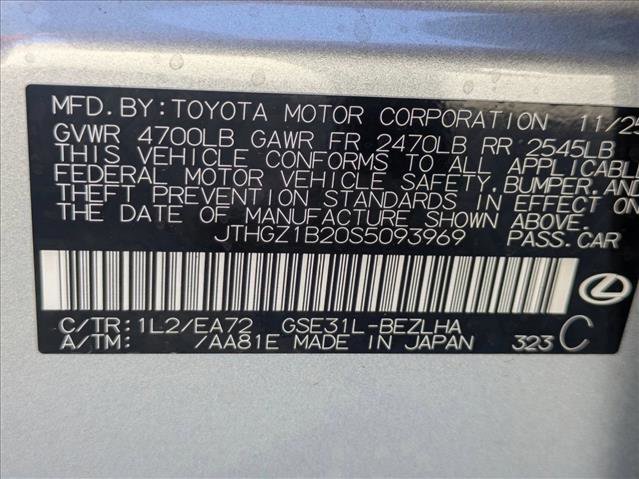 MFD. BY: TOYOTA MOTOR CORPORATION 11/25
GVWR 4700LB GAWR FR 2470LB RR 2545LB
THIS VEHICLE CONFORMS TO ALL APPLICABLE
FEDERAL MOTOR VEHICLE SAFETY, BUMPER, AND
THEFT PREVENTION STANDARDS IN EFFECT ON
THE DATE OF MANUFACTURE SHOWN ABOVE.
JTHGZ1B20S5093969 PASS. CAR
C/TR: 1L2/EA72 GSE31L-BEZLHA
A/TM: /AA81E MADE IN JAPAN 323 C